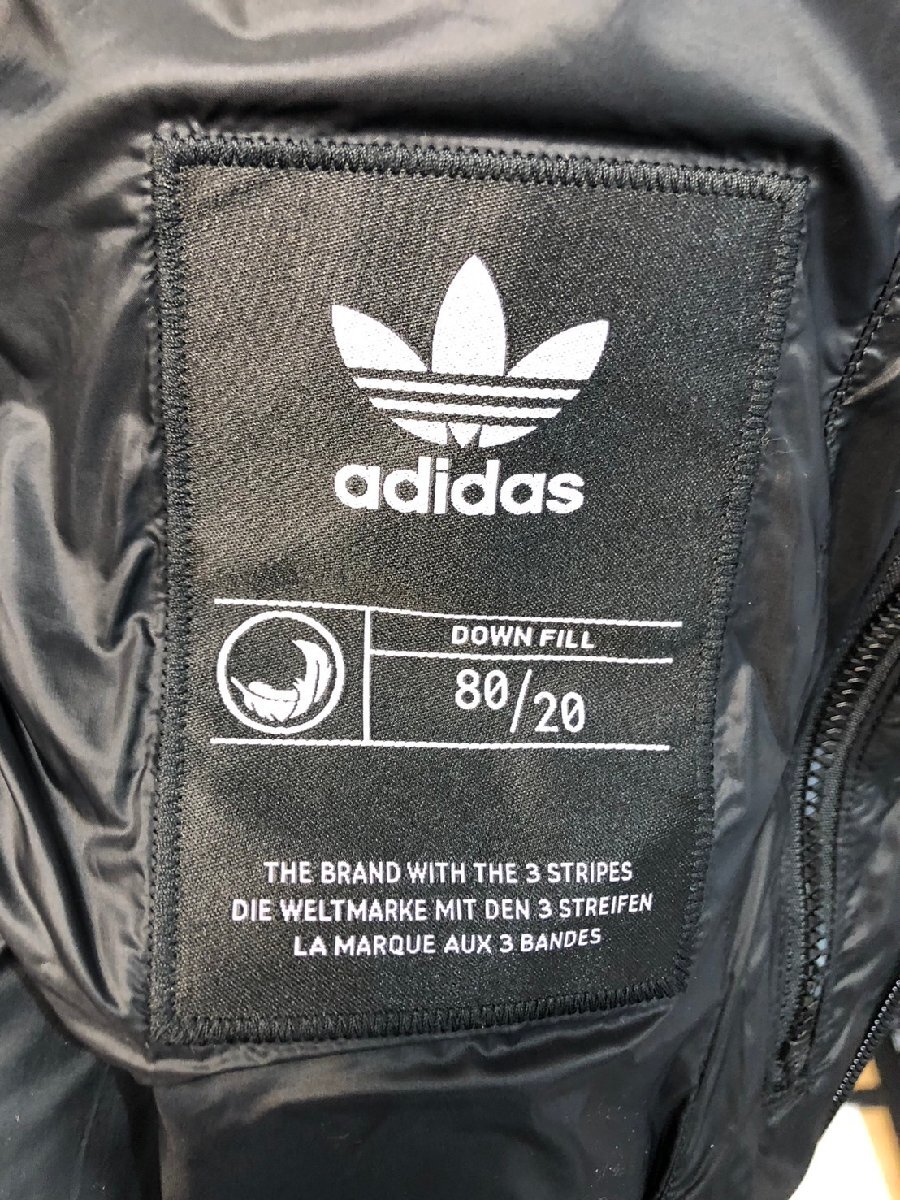 adidas
DOWN FILL
80/20
THE BRAND WITH THE 3 STRIPES
DIE WELTMARKE MIT DEN 3 STREIFEN
LA MARQUE AUX 3 BANDES